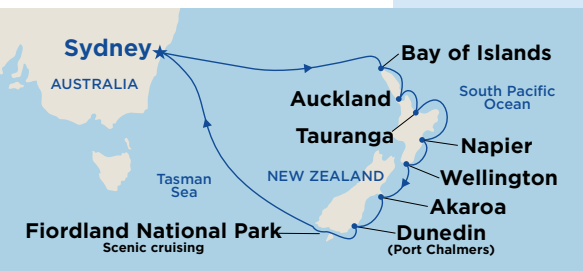 Sydney
Bay of Islands
AUSTRALIA
South Pacific
Ocean
Auckland
Tauranga
Napier
Tasman
Sea
NEW ZEALAND
Wellington
Akaroa
Fiordland National Park
Scenic cruising
Dunedin
(Port Chalmers)